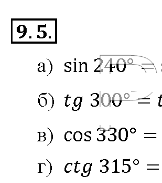 9.5.
а) sin 240° =
б) tg 300° = t
в) cos 330° =
г) ctg 315° =